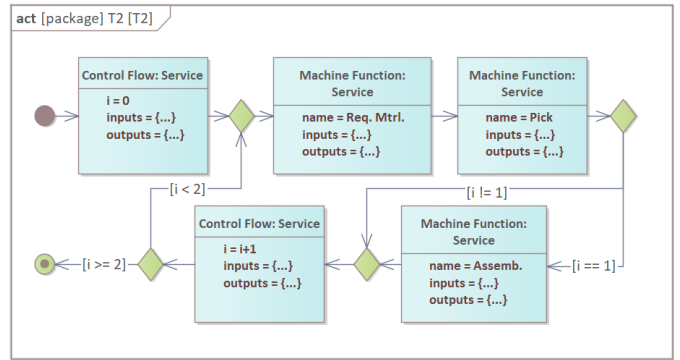 act [package] T2 [T2]
Control Flow: Service
i = 0
inputs = {...}
outputs = {...}
Machine Function:
Service
name = Req. Mtrl.
inputs = {...}
outputs = {...}
Machine Function:
Service
name = Pick
inputs = {...}
outputs = {...}
[i < 2]
[i != 1]
Control Flow: Service
i = i+1
inputs = {...}
outputs = {...}
Machine Function:
Service
name = Assemb.
inputs = {...}
outputs = {...}
[i >= 2]
[i == 1]